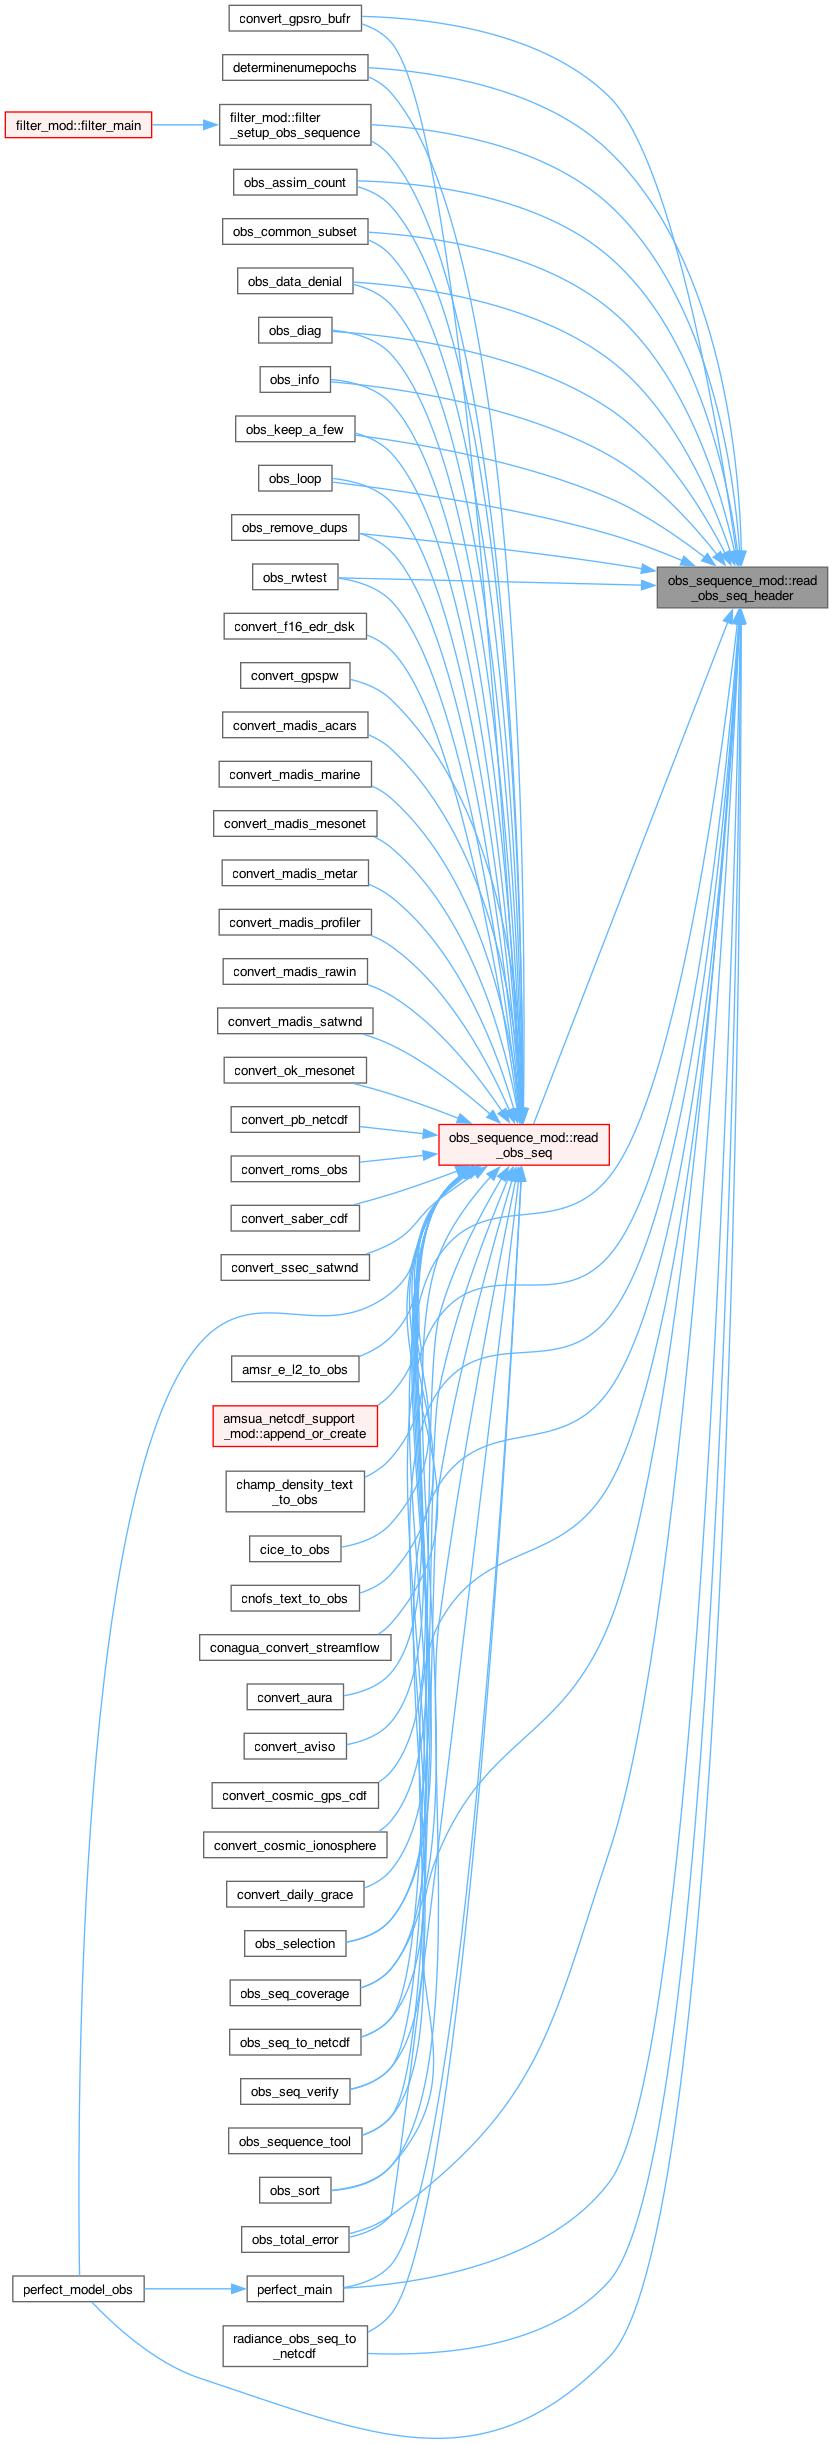 convert_gpsro_bufr
determinenumepochs
filter_mod::filter_main
filter_mod::filter
_setup_obs_sequence
obs_assim_count
obs_common_subset
obs_data_denial
obs_diag
obs_info
obs_keep_a_few
obs_loop
obs_remove_dups
obs_rwtest
obs_sequence_mod::read
_obs_seq_header
convert_f16_edr_dsk
convert_gpspw
convert_madis_acars
convert_madis_marine
convert_madis_mesonet
convert_madis_metar
convert_madis_profiler
convert_madis_rawin
convert_madis_satwnd
convert_ok_mesonet
convert_pb_netcdf
obs_sequence_mod::read
_obs_seq
convert_roms_obs
convert_saber_cdf
convert_ssec_satwnd
amsr_e_l2_to_obs
amsua_netcdf_support
_mod::append_or_create
champ_density_text
_to_obs
cice_to_obs
cnofs_text_to_obs
conagua_convert_streamflow
convert_aura
convert_aviso
convert_cosmic_gps_cdf
convert_cosmic_ionosphere
convert_daily_grace
obs_selection
obs_seq_coverage
obs_seq_to_netcdf
obs_seq_verify
obs_sequence_tool
obs_sort
obs_total_error
perfect_model_obs
perfect_main
radiance_obs_seq_to
_netcdf